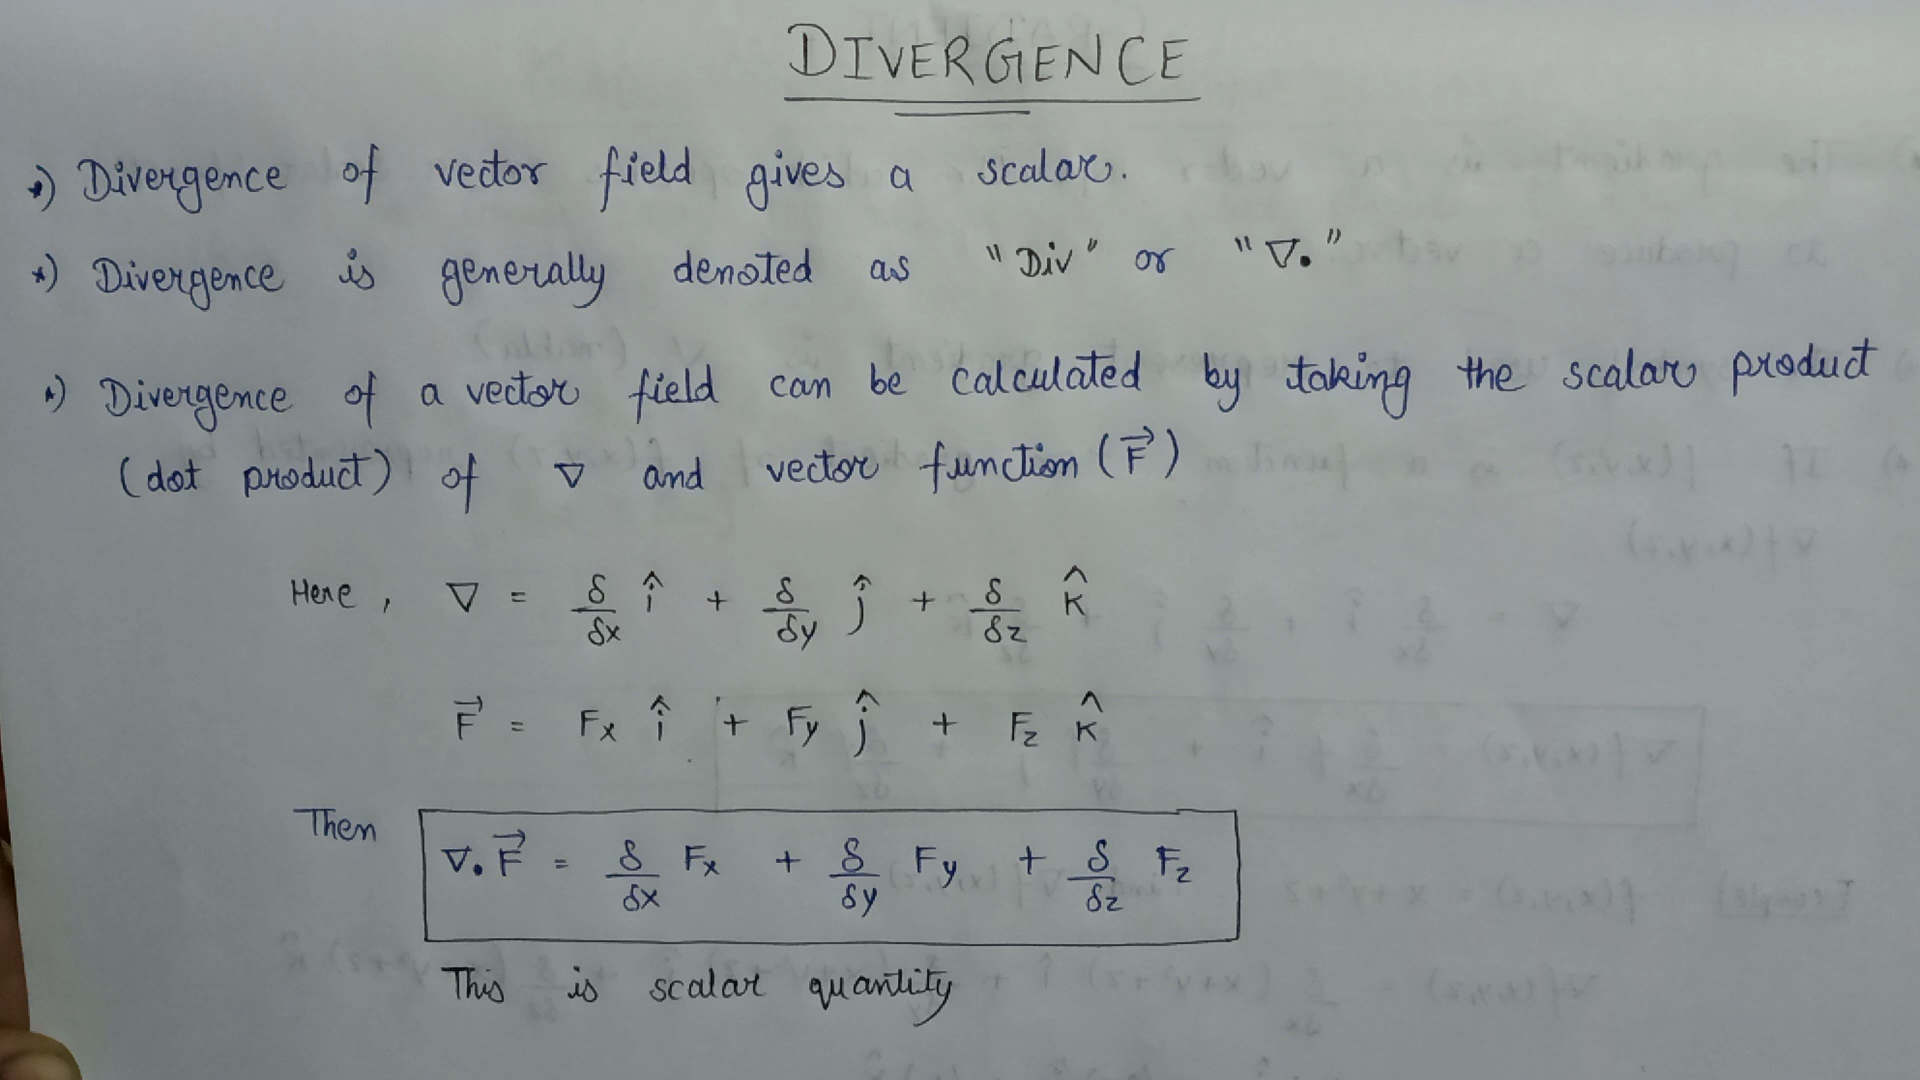 DIVERGENCE
*) Divergence of vector field gives a scalar.
*) Divergence is generally denoted as "Div" or "∇."
*) Divergence of a vector field can be calculated by taking the scalar product
(dot product) of ∇ and vector function (F⃗)
Here, ∇ = δ/δx î + δ/δy ĵ + δ/δz k̂
F⃗ = Fx î + Fy ĵ + Fz k̂
Then ∇.F⃗ = δ/δx Fx + δ/δy Fy + δ/δz Fz
This is scalar quantity